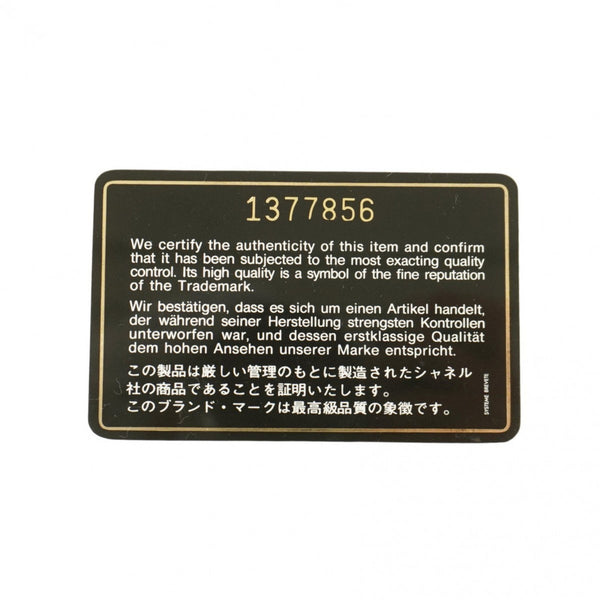 1377856
We certify the authenticity of this item and confirm
that it has been subjected to the most exacting quality
control. Its high quality is a symbol of the fine reputation
of the Trademark.
Wir bestätigen, dass es sich um einen Artikel handelt,
der während seiner Herstellung strengsten Kontrollen
unterworfen war, und dessen erstklassige Qualität
dem hohen Ansehen unserer Marke entspricht.
この製品は厳しい管理のもとに製造されたシャネル
社の商品であることを証明いたします。
このブランド・マークは最高級品質の象徴です。
SYSTEME BREVETE